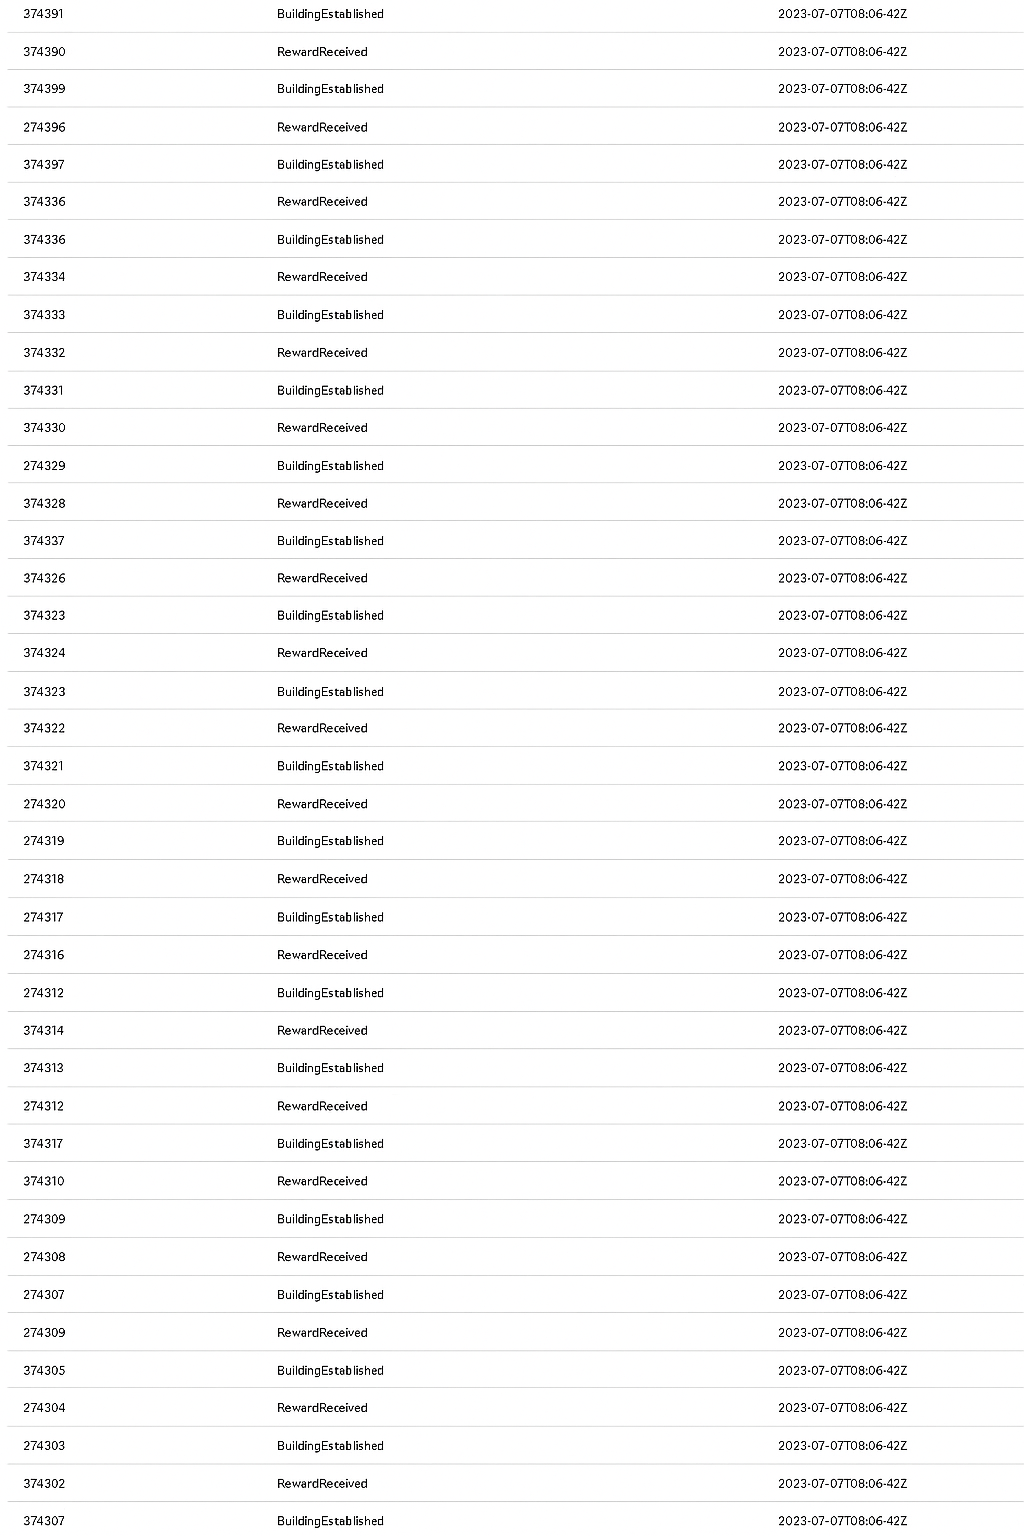 374391 BuildingEstablished 2023-07-07T08:06-42Z
374390 RewardReceived 2023-07-07T08:06-42Z
374399 BuildingEstablished 2023-07-07T08:06-42Z
274396 RewardReceived 2023-07-07T08:06-42Z
374397 BuildingEstablished 2023-07-07T08:06-42Z
374336 RewardReceived 2023-07-07T08:06-42Z
374336 BuildingEstablished 2023-07-07T08:06-42Z
374334 RewardReceived 2023-07-07T08:06-42Z
374333 BuildingEstablished 2023-07-07T08:06-42Z
374332 RewardReceived 2023-07-07T08:06-42Z
374331 BuildingEstablished 2023-07-07T08:06-42Z
374330 RewardReceived 2023-07-07T08:06-42Z
274329 BuildingEstablished 2023-07-07T08:06-42Z
374328 RewardReceived 2023-07-07T08:06-42Z
374337 BuildingEstablished 2023-07-07T08:06-42Z
374326 RewardReceived 2023-07-07T08:06-42Z
374323 BuildingEstablished 2023-07-07T08:06-42Z
374324 RewardReceived 2023-07-07T08:06-42Z
374323 BuildingEstablished 2023-07-07T08:06-42Z
374322 RewardReceived 2023-07-07T08:06-42Z
374321 BuildingEstablished 2023-07-07T08:06-42Z
274320 RewardReceived 2023-07-07T08:06-42Z
274319 BuildingEstablished 2023-07-07T08:06-42Z
274318 RewardReceived 2023-07-07T08:06-42Z
274317 BuildingEstablished 2023-07-07T08:06-42Z
274316 RewardReceived 2023-07-07T08:06-42Z
274312 BuildingEstablished 2023-07-07T08:06-42Z
374314 RewardReceived 2023-07-07T08:06-42Z
374313 BuildingEstablished 2023-07-07T08:06-42Z
274312 RewardReceived 2023-07-07T08:06-42Z
374317 BuildingEstablished 2023-07-07T08:06-42Z
374310 RewardReceived 2023-07-07T08:06-42Z
274309 BuildingEstablished 2023-07-07T08:06-42Z
274308 RewardReceived 2023-07-07T08:06-42Z
274307 BuildingEstablished 2023-07-07T08:06-42Z
274309 RewardReceived 2023-07-07T08:06-42Z
374305 BuildingEstablished 2023-07-07T08:06-42Z
274304 RewardReceived 2023-07-07T08:06-42Z
274303 BuildingEstablished 2023-07-07T08:06-42Z
374302 RewardReceived 2023-07-07T08:06-42Z
374307 BuildingEstablished 2023-07-07T08:06-42Z